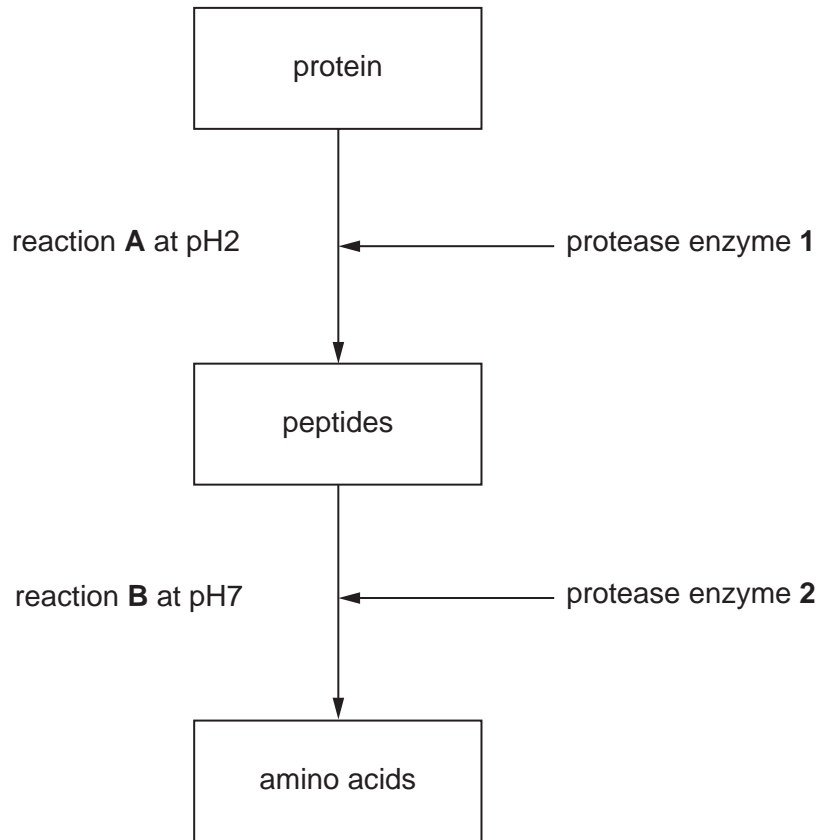 protein
reaction A at pH2
protease enzyme 1
peptides
reaction B at pH7
protease enzyme 2
amino acids